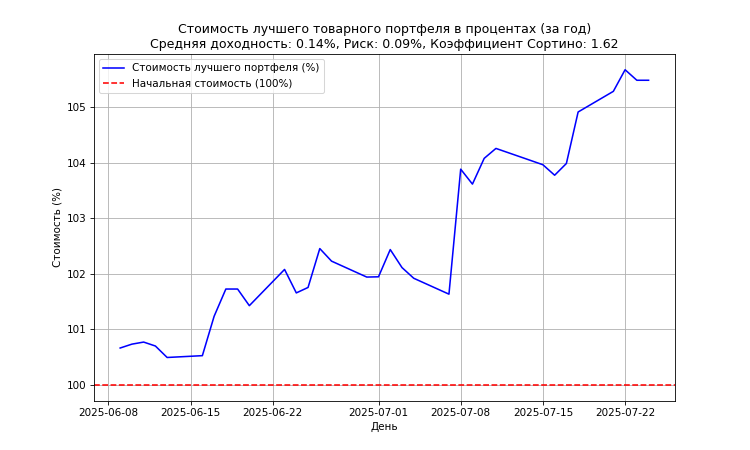 Стоимость лучшего товарного портфеля в процентах (за год)
Средняя доходность: 0.14%, Риск: 0.09%, Коэффициент Сортино: 1.62
Стоимость лучшего портфеля (%)
Начальная стоимость (100%)
Стоимость (%)
105
104
103
102
101
100
2025-06-08 2025-06-15 2025-06-22 2025-07-01 2025-07-08 2025-07-15 2025-07-22
День